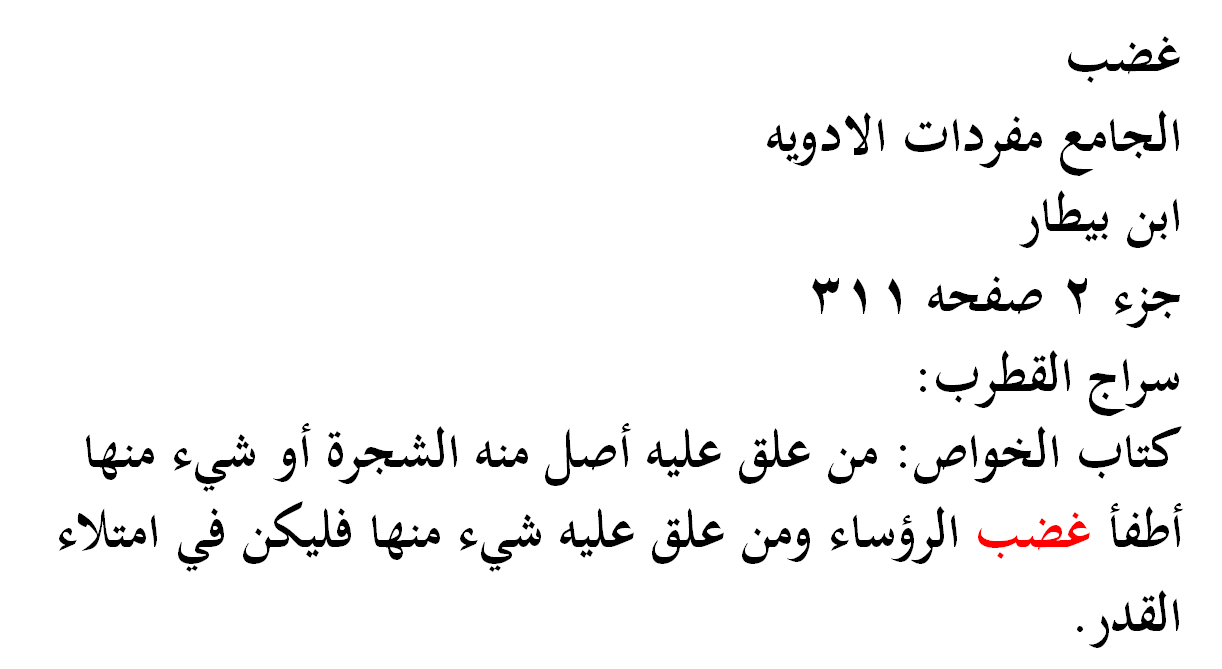 غضب
الجامع مفردات الادويه
ابن بيطار
جزء ٢ صفحه ٣١١
سراج القطرب:
كتاب الخواص: من علق عليه أصل منه الشجرة أو شيء منها
أطفأ غضب الرؤساء ومن علق عليه شيء منها فليكن في امتلاء
القدر.